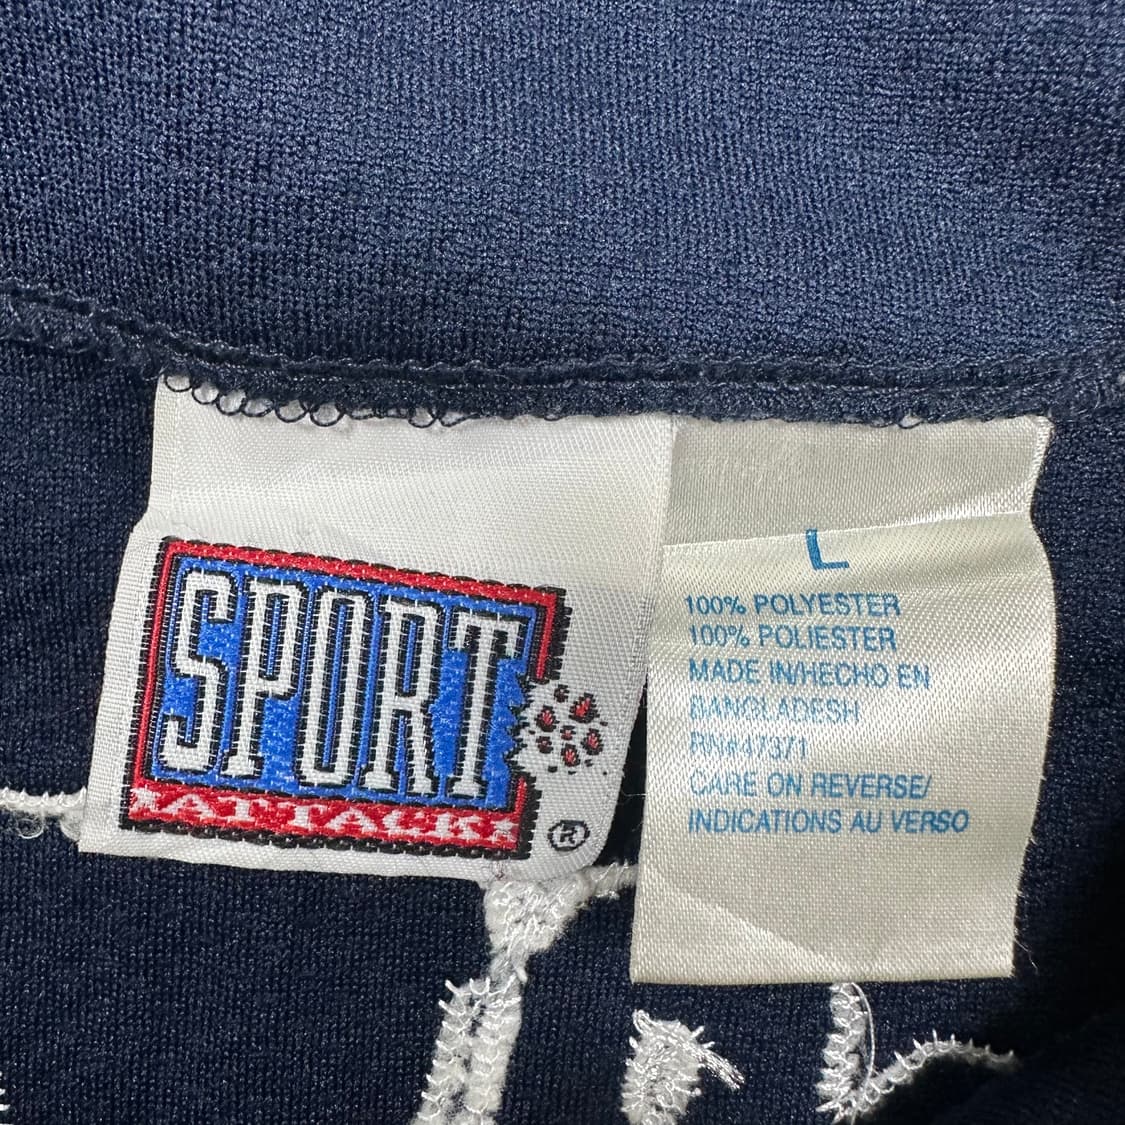 SPORT
ATTACK
®
L
100% POLYESTER
100% POLIESTER
MADE IN/HECHO EN
BANGLADESH
RN#47371
CARE ON REVERSE/
INDICATIONS AU VERSO